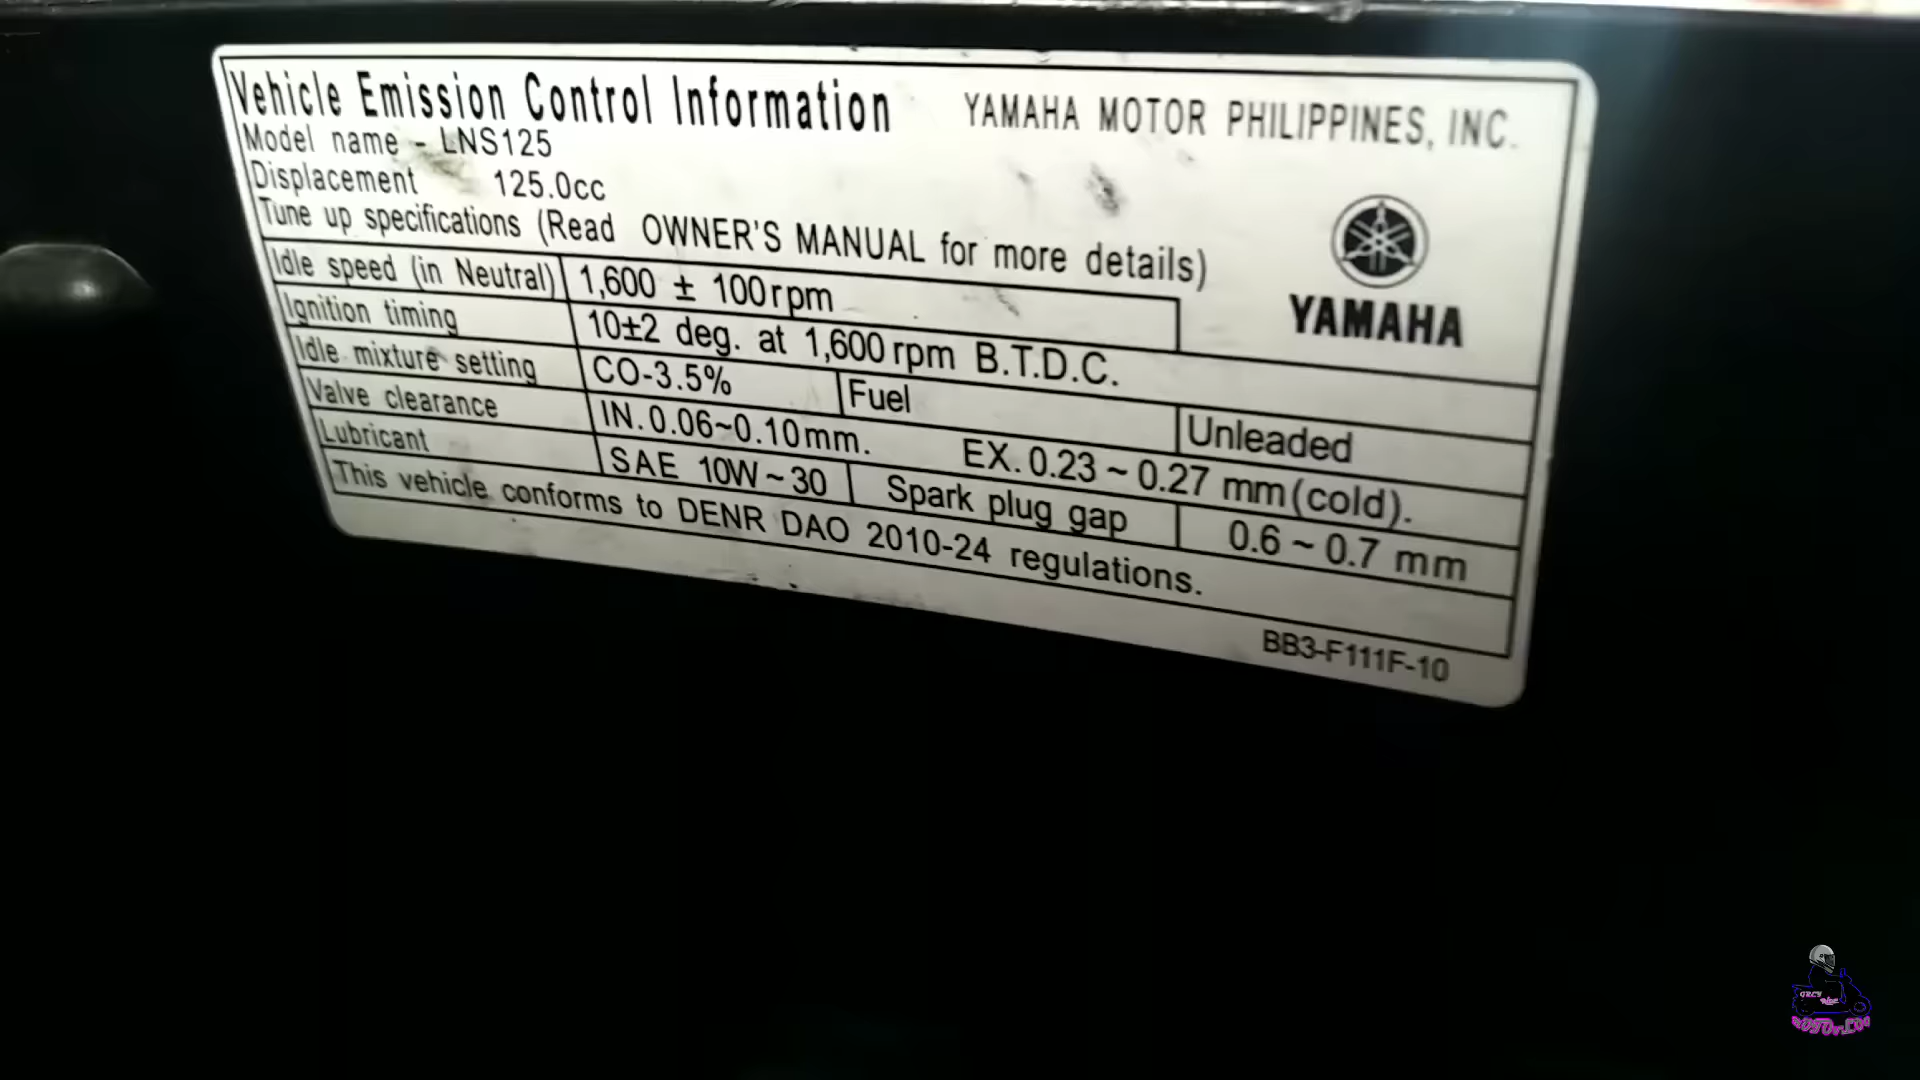 Vehicle Emission Control Information YAMAHA MOTOR PHILIPPINES, INC.
Model name - LNS125
Displacement 125.0cc
Tune up specifications (Read OWNER'S MANUAL for more details)
YAMAHA
Idle speed (in Neutral) 1,600 ± 100rpm
Ignition timing 10±2 deg. at 1,600 rpm B.T.D.C.
Idle mixture setting CO-3.5% Fuel Unleaded
Valve clearance IN. 0.06~0.10mm. EX. 0.23 ~ 0.27 mm (cold).
Lubricant SAE 10W ~ 30 Spark plug gap 0.6 ~ 0.7 mm
This vehicle conforms to DENR DAO 2010-24 regulations.
BB3-F111F-10